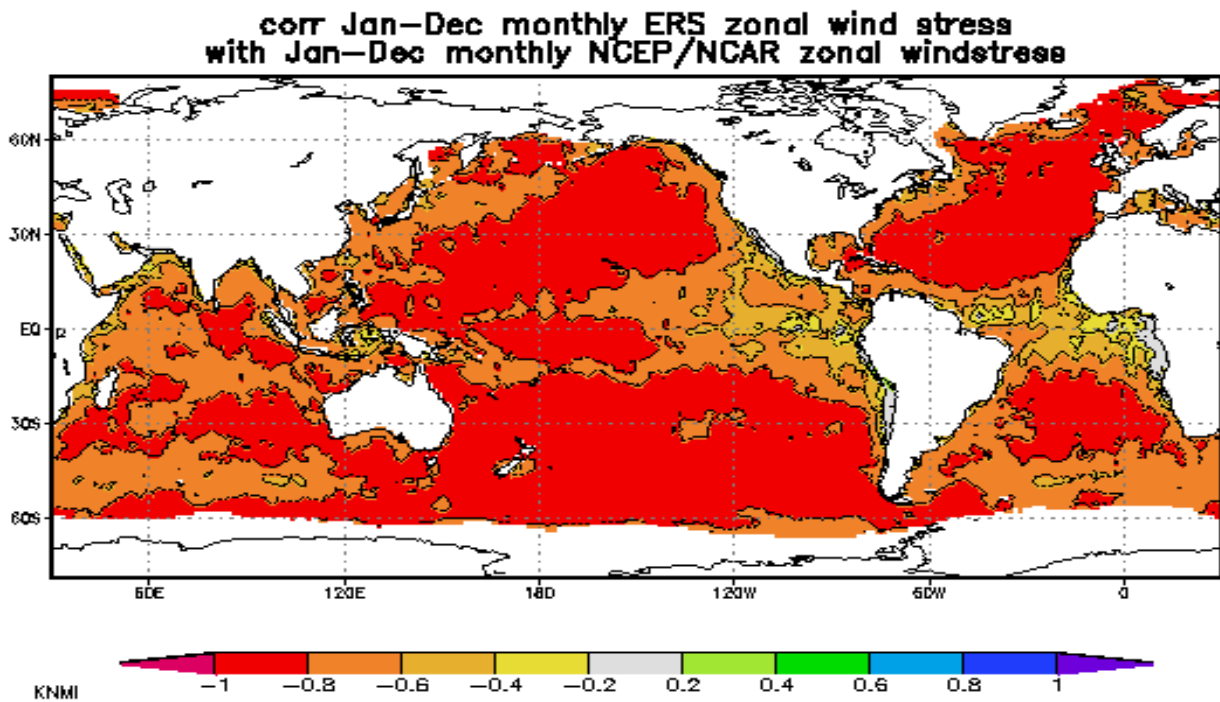 corr Jan-Dec monthly ERS zonal wind stress
with Jan-Dec monthly NCEP/NCAR zonal windstress
60N
30N
EQ
30S
60S
60E 120E 180 120W 60W 0
-1 -0.8 -0.6 -0.4 -0.2 0.2 0.4 0.6 0.8 1
KNMI